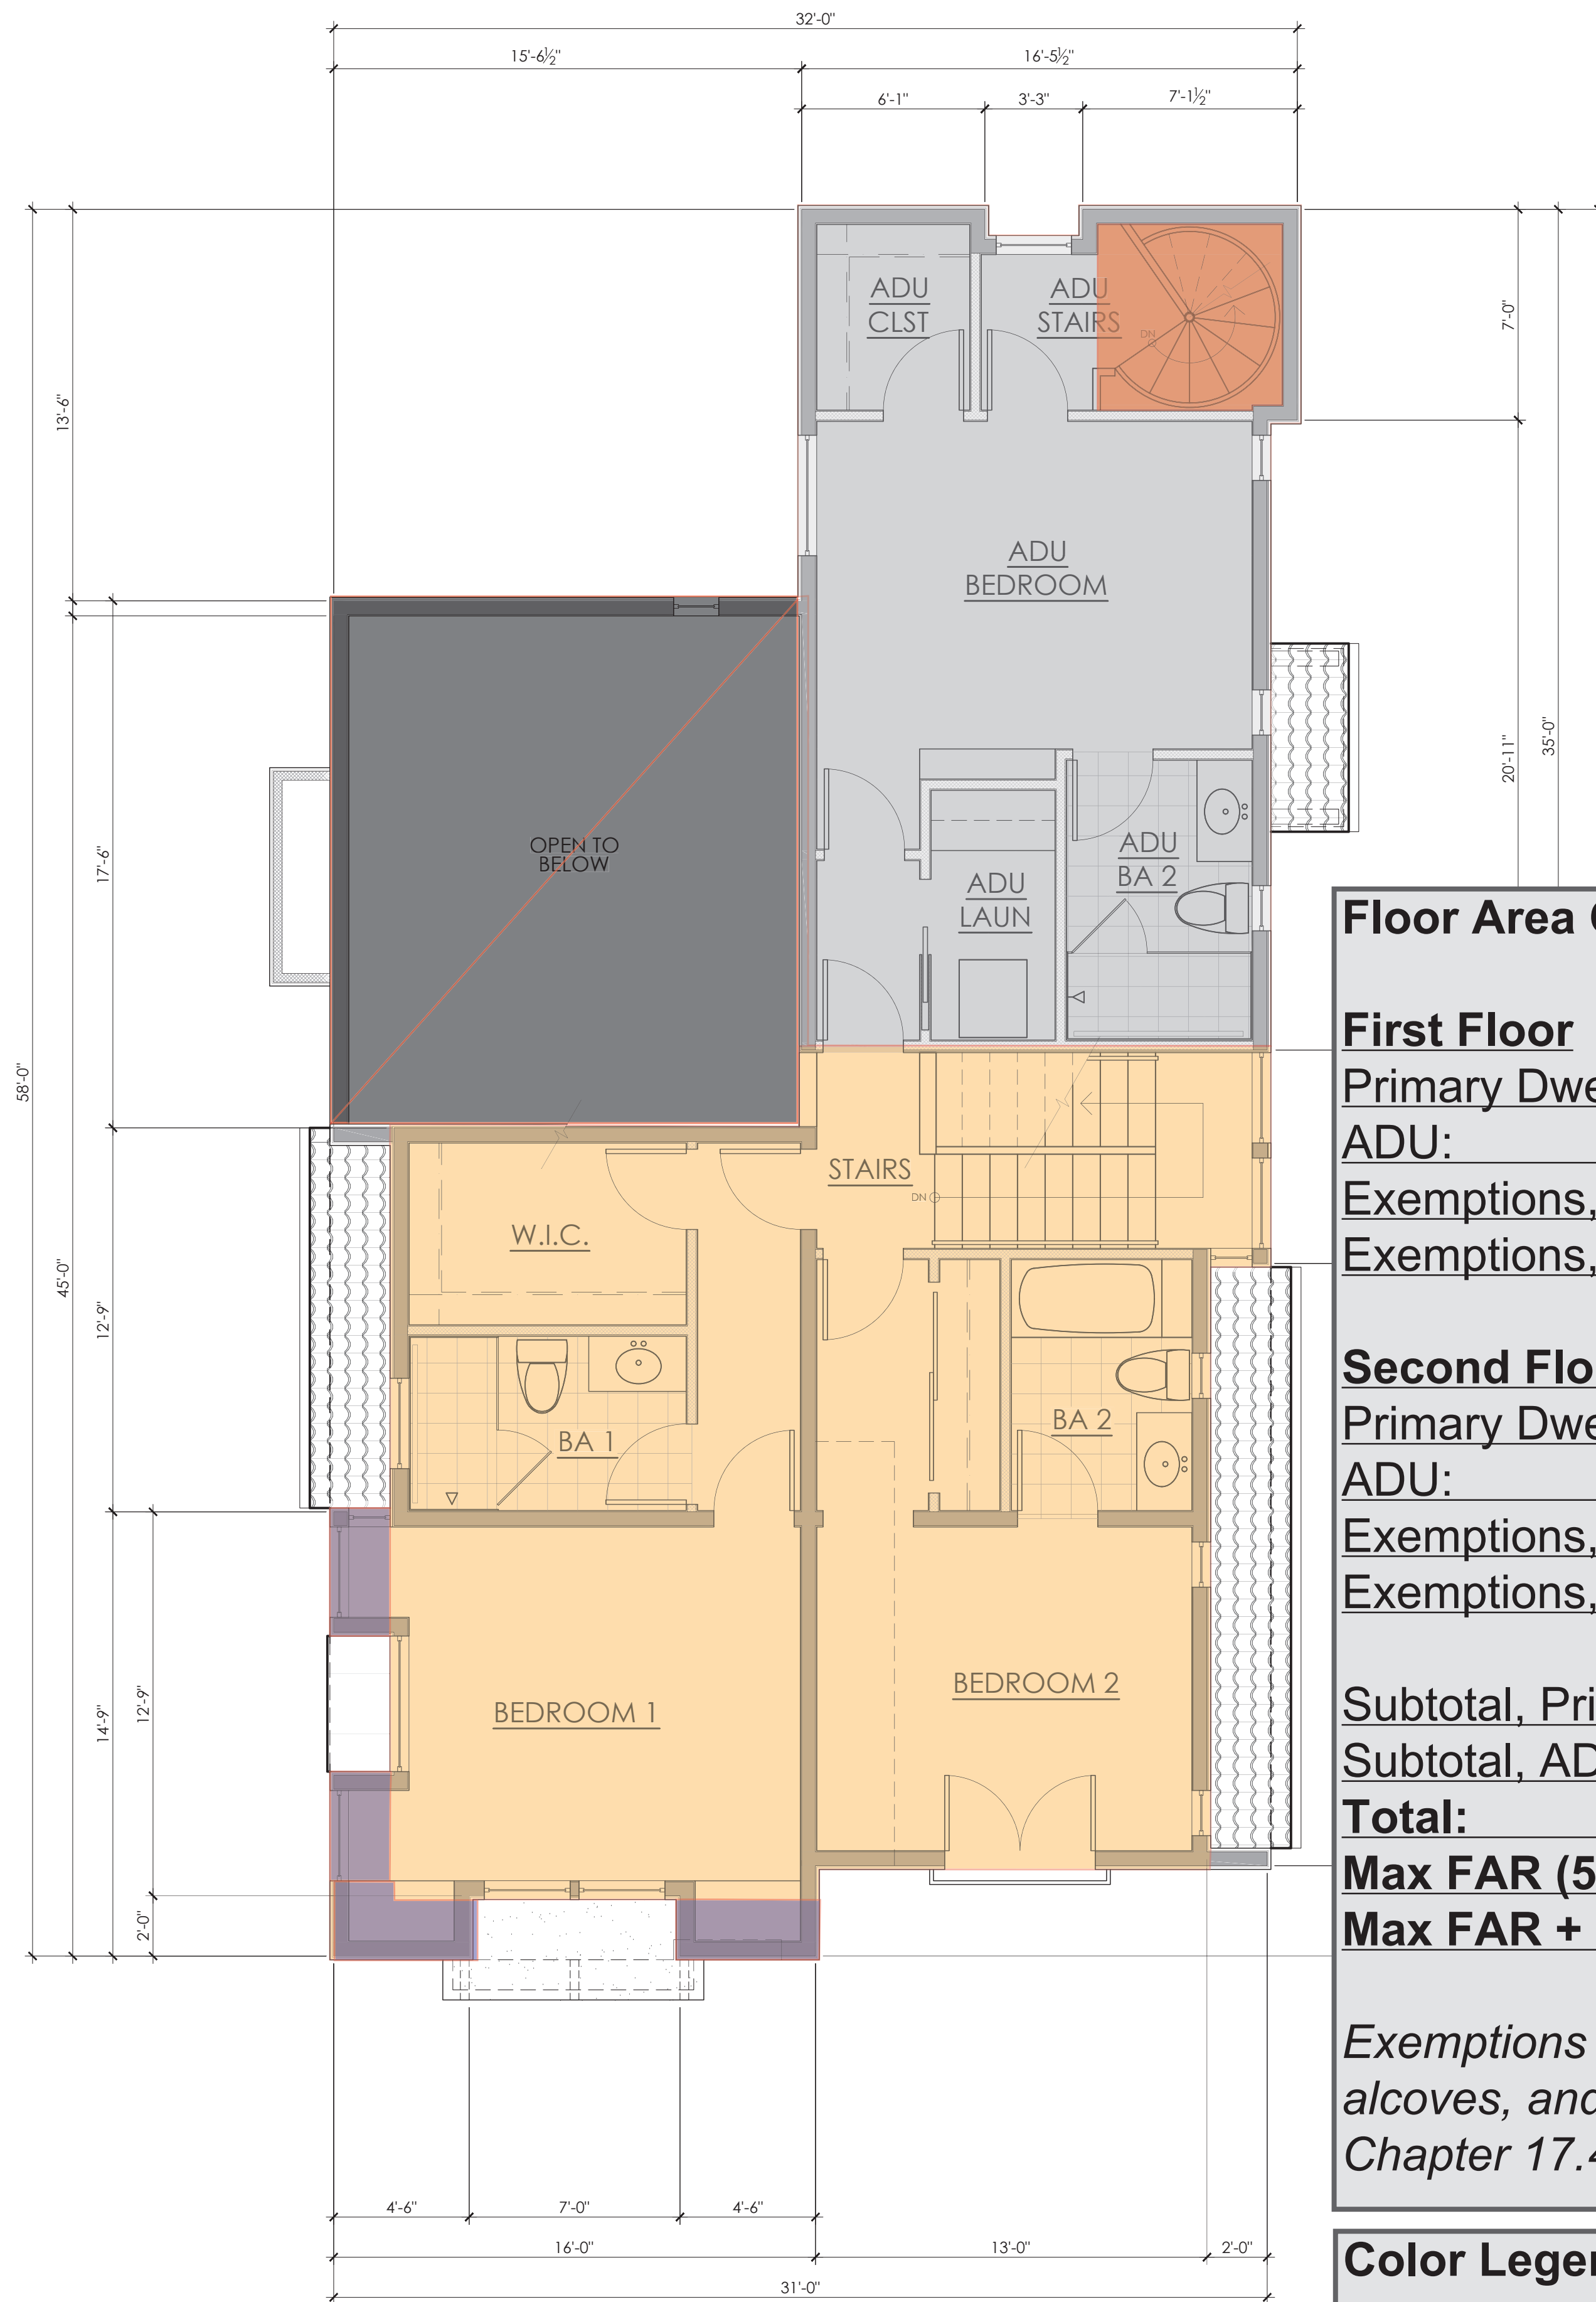 32'-0"
15'-6½"
16'-5½"
6'-1"
3'-3"
7'-1½"
ADU
CLST
ADU
STAIRS
DN
7'-0"
13'-6"
ADU
BEDROOM
20'-11"
35'-0"
17'-6"
OPEN TO
BELOW
ADU
BA 2
ADU
LAUN
58'-0"
STAIRS
DN
W.I.C.
45'-0"
12'-9"
BA 1
BA 2
BEDROOM 1
BEDROOM 2
14'-9"
12'-9"
2'-0"
4'-6"
7'-0"
4'-6"
16'-0"
13'-0"
2'-0"
31'-0"
Floor Area
First Floor
Primary Dwe
ADU:
Exemptions,
Exemptions,
Second Flo
Primary Dwe
ADU:
Exemptions,
Exemptions,
Subtotal, Pri
Subtotal, AD
Total:
Max FAR (5
Max FAR +
Exemptions
alcoves, and
Chapter 17.4
Color Leger